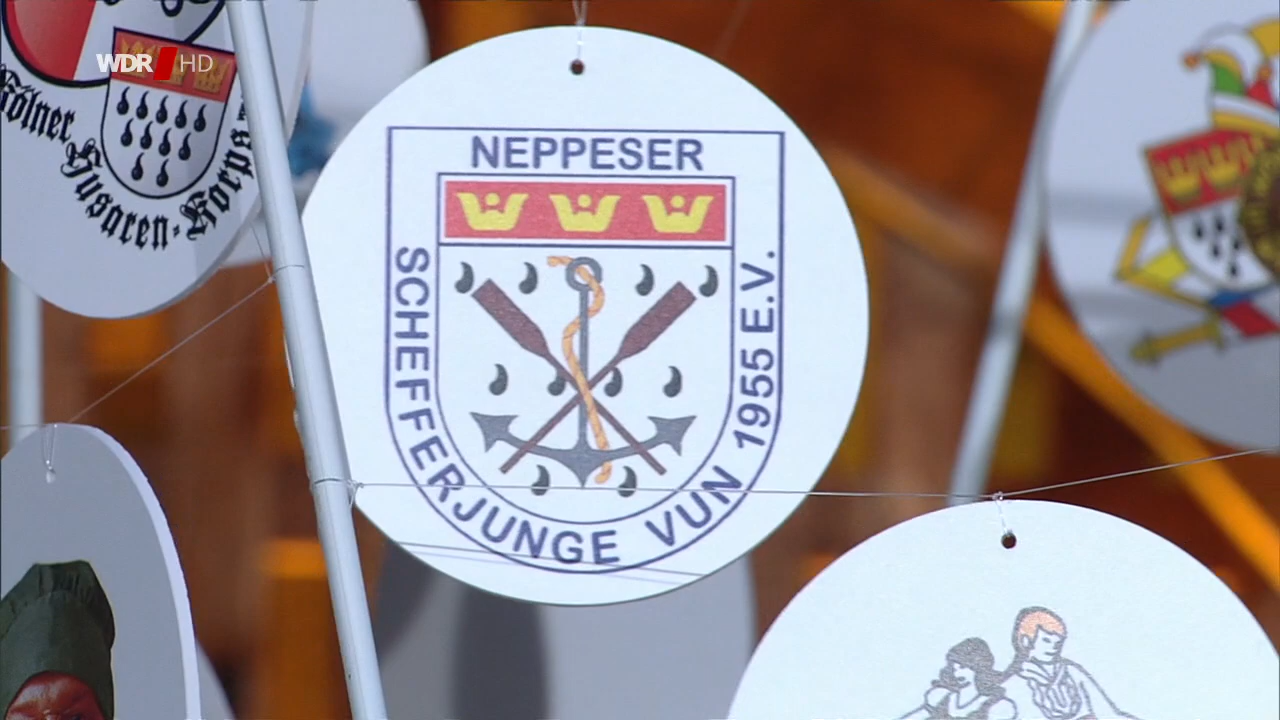 WDR HD
Kölner Husaren-Korps
NEPPESER
SCHEFFERJUNGE VUN 1955 E.V.